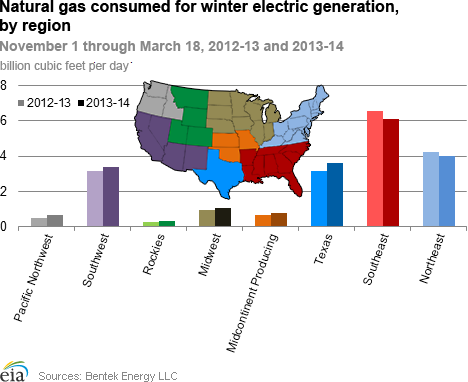 Natural gas consumed for winter electric generation,
by region
November 1 through March 18, 2012-13 and 2013-14
billion cubic feet per day
8
2012-13 2013-14
6
4
2
0
Pacific Northwest
Southwest
Rockies
Midwest
Midcontinent Producing
Texas
Southeast
Northeast
eia Sources: Bentek Energy LLC